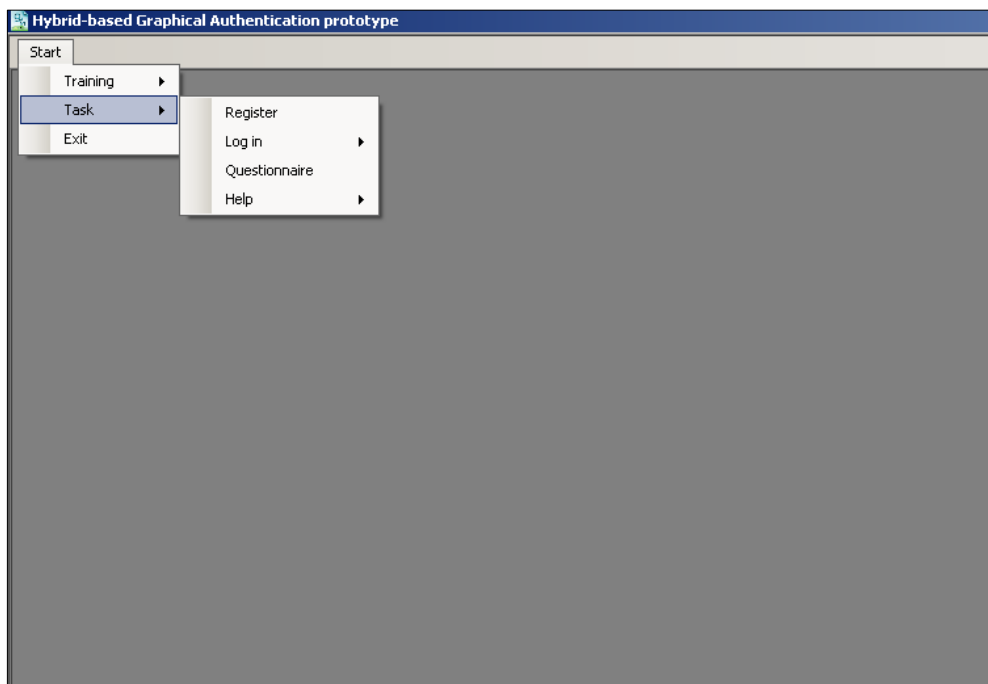 Hybrid-based Graphical Authentication prototype
Start
Training
Task
Exit
Register
Log in
Questionnaire
Help